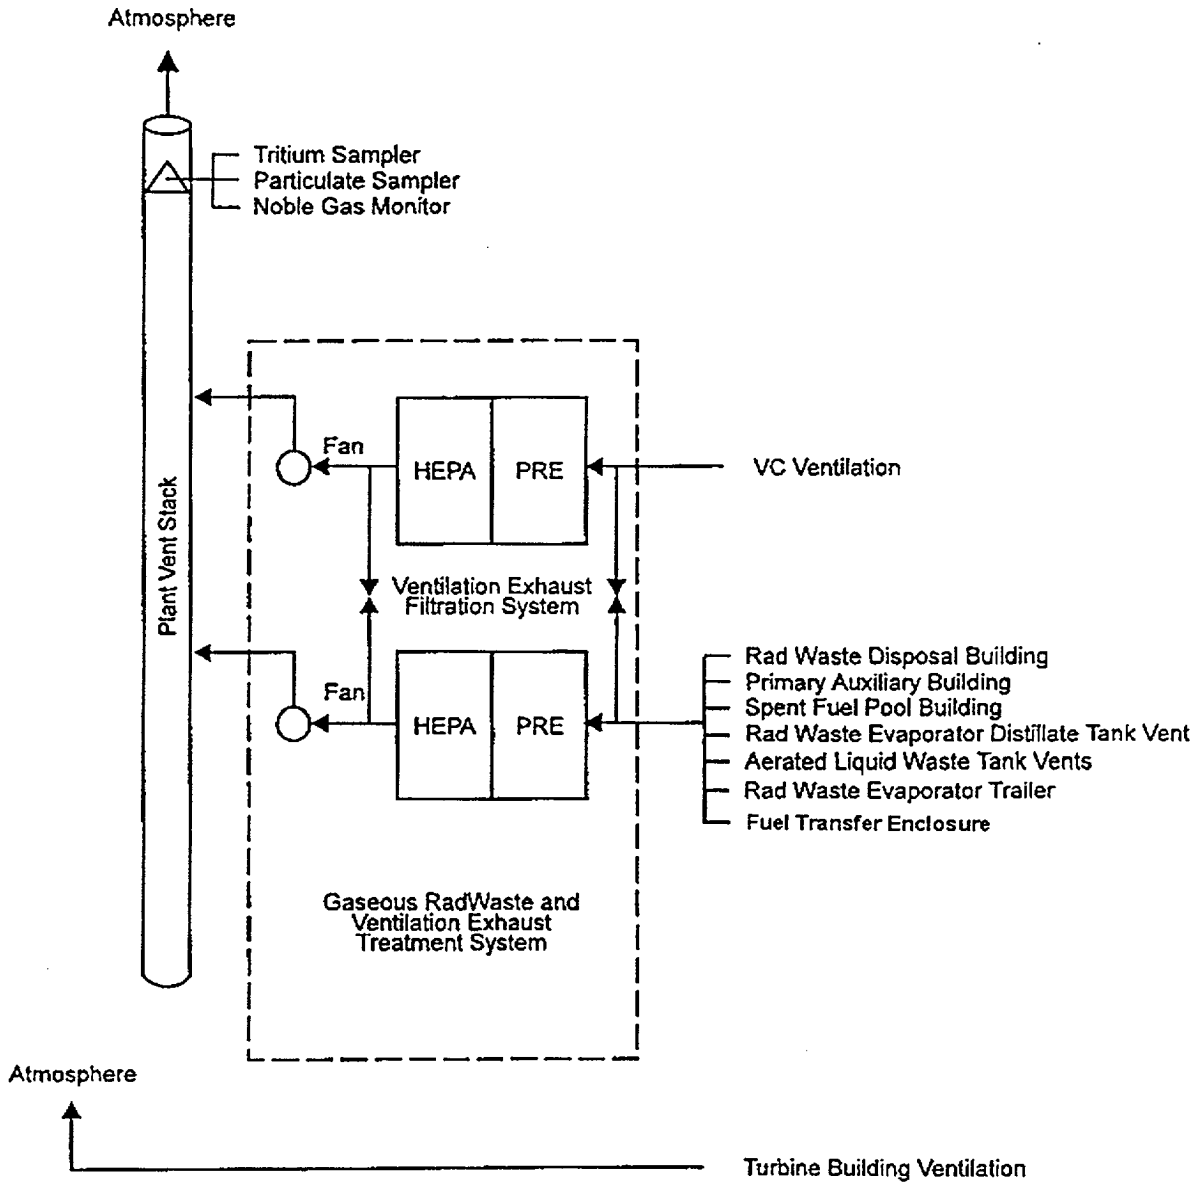 Atmosphere
Tritium Sampler
Particulate Sampler
Noble Gas Monitor
Plant Vent Stack
Fan
HEPA
PRE
VC Ventilation
Ventilation Exhaust
Filtration System
Fan
HEPA
PRE
Rad Waste Disposal Building
Primary Auxiliary Building
Spent Fuel Pool Building
Rad Waste Evaporator Distillate Tank Vent
Aerated Liquid Waste Tank Vents
Rad Waste Evaporator Trailer
Fuel Transfer Enclosure
Gaseous RadWaste and
Ventilation Exhaust
Treatment System
Atmosphere
Turbine Building Ventilation